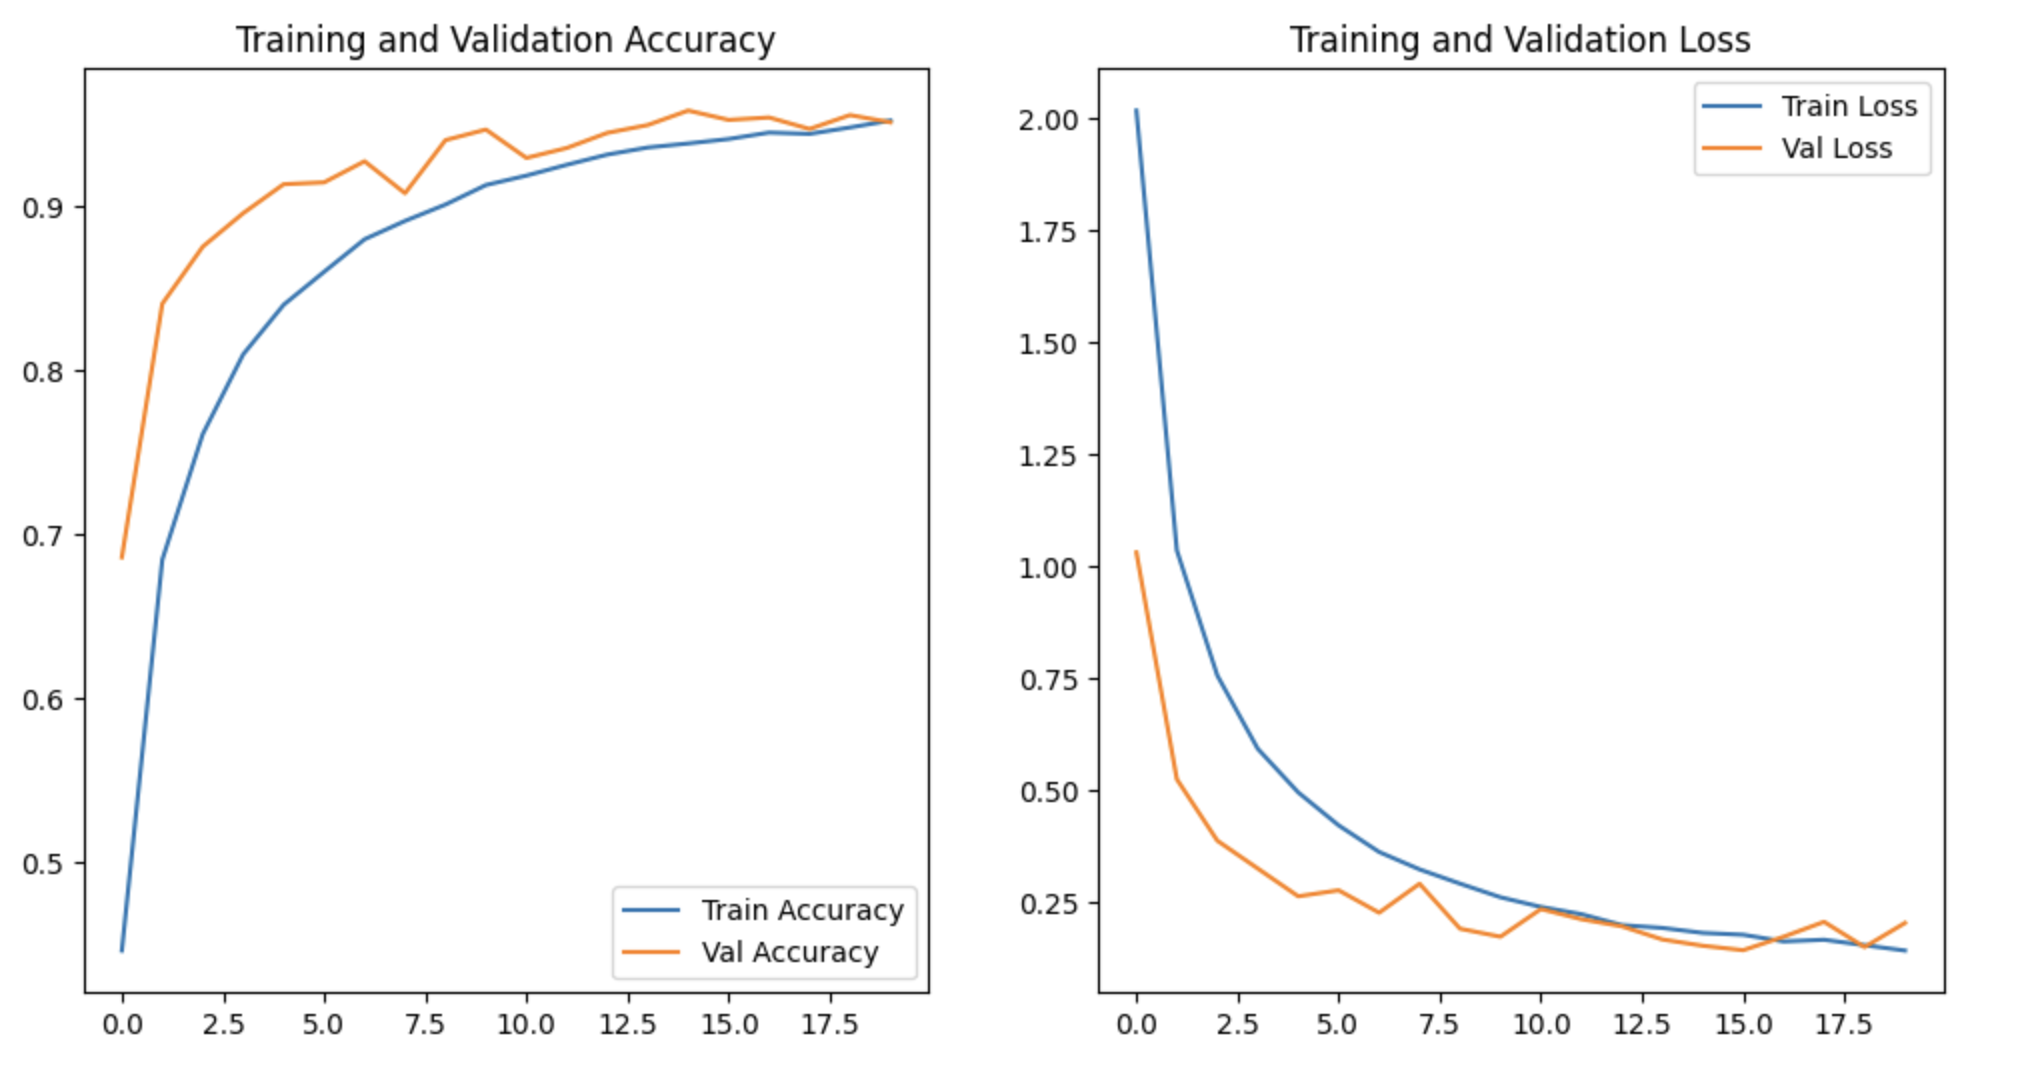 Training and Validation Accuracy
0.9
0.8
0.7
0.6
0.5
Train Accuracy
Val Accuracy
0.0 2.5 5.0 7.5 10.0 12.5 15.0 17.5
Training and Validation Loss
Train Loss
Val Loss
2.00
1.75
1.50
1.25
1.00
0.75
0.50
0.25
0.0 2.5 5.0 7.5 10.0 12.5 15.0 17.5